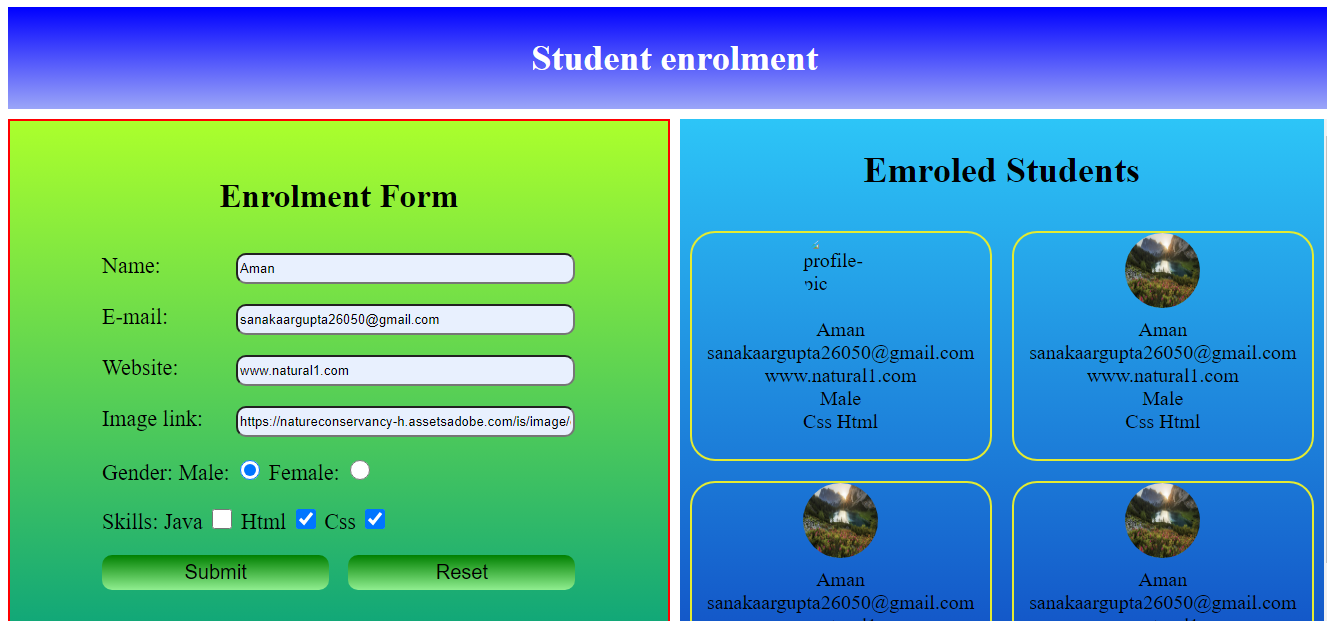 Student enrolment
Enrolment Form
Name:
Aman
E-mail:
sanakaargupta26050@gmail.com
Website:
www.natural1.com
Image link:
https://natureconservancy-h.assetsadobe.com/is/image/
Gender: Male: Female:
Skills: Java Html Css
Submit
Reset
Emroled Students
profile-
pic
Aman
sanakaargupta26050@gmail.com
www.natural1.com
Male
Css Html
Aman
sanakaargupta26050@gmail.com
www.natural1.com
Male
Css Html
Aman
sanakaargupta26050@gmail.com
Aman
sanakaargupta26050@gmail.com